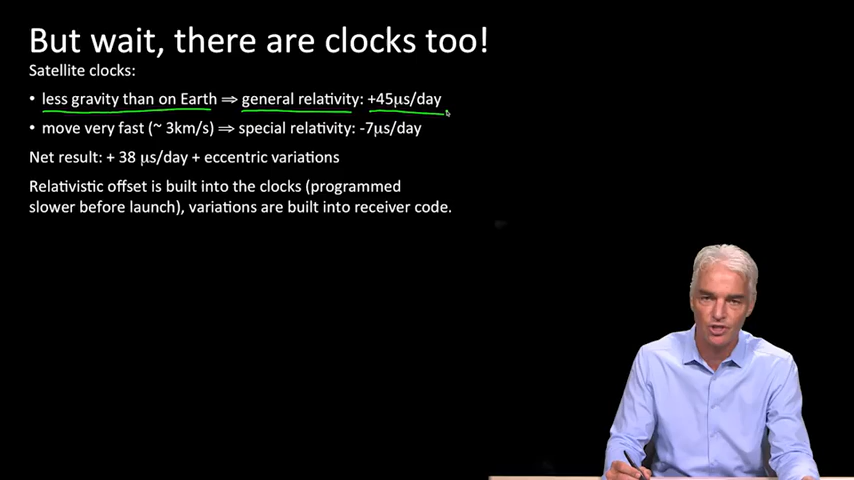 But wait, there are clocks too!
Satellite clocks:
• less gravity than on Earth ⇒ general relativity: +45μs/day
• move very fast (~ 3km/s) ⇒ special relativity: -7μs/day
Net result: + 38 μs/day + eccentric variations
Relativistic offset is built into the clocks (programmed
slower before launch), variations are built into receiver code.